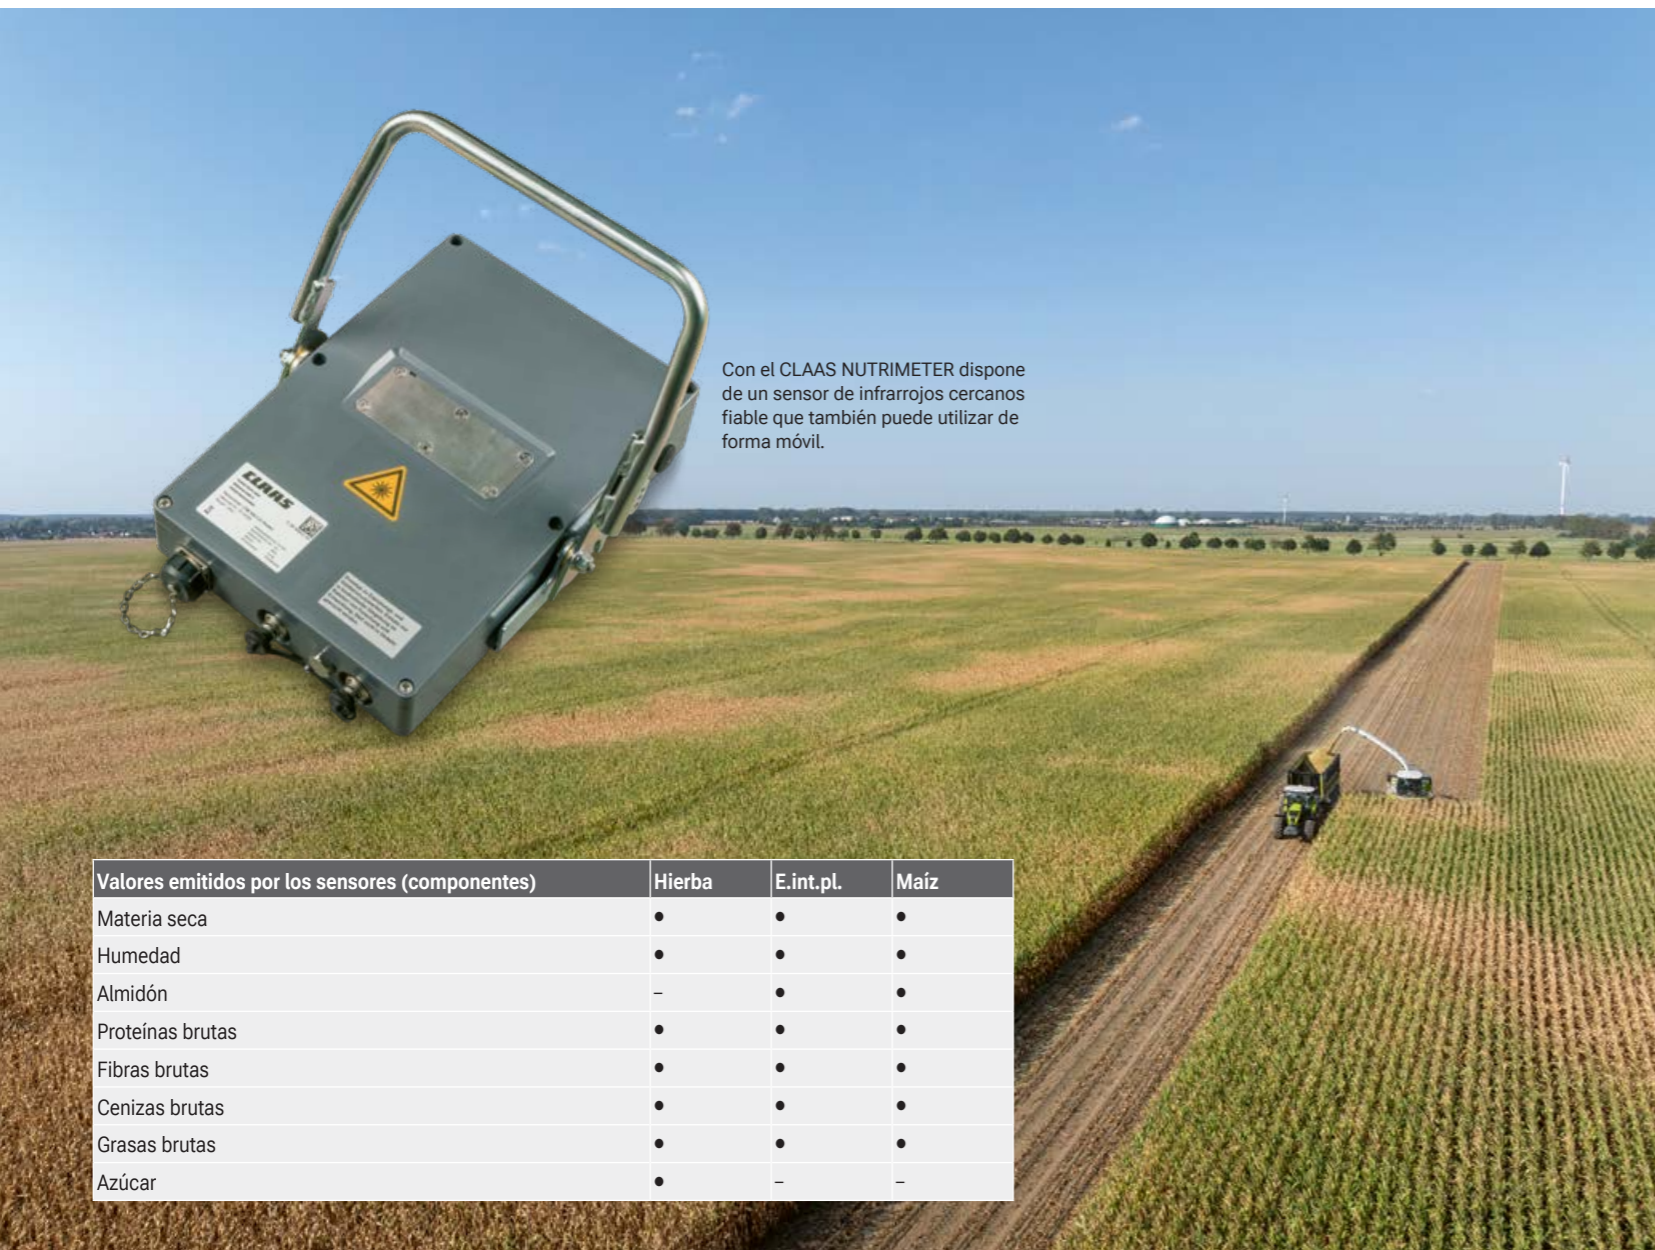 Con el CLAAS NUTRIMETER dispone
de un sensor de infrarrojos cercanos
fiable que también puede utilizar de
forma móvil.
CLAAS
Valores emitidos por los sensores (componentes) Hierba E.int.pl. Maíz
Materia seca ● ● ●
Humedad ● ● ●
Almidón – ● ●
Proteínas brutas ● ● ●
Fibras brutas ● ● ●
Cenizas brutas ● ● ●
Grasas brutas ● ● ●
Azúcar ● – –